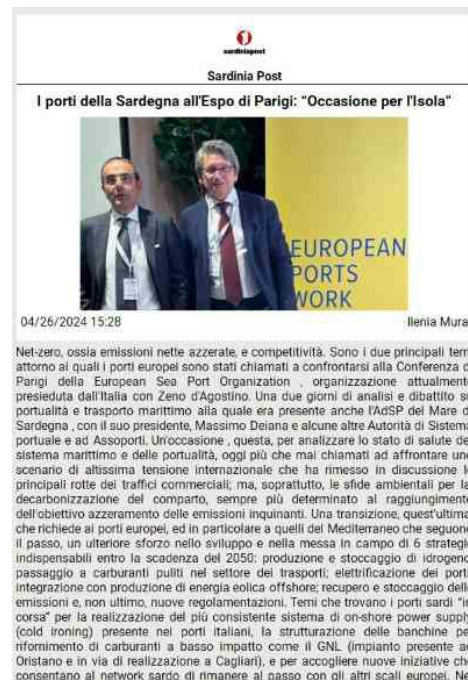 sardiniapost
Sardinia Post
I porti della Sardegna all'Espo di Parigi: "Occasione per l'Isola"
EUROPEAN
PORTS
WORK
04/26/2024 15:28
Ilenia Mura
Net-zero, ossia emissioni nette azzerate, e competitività. Sono i due principali temi
attorno ai quali i porti europei sono stati chiamati a confrontarsi alla Conferenza d
Parigi della European Sea Port Organization , organizzazione attualment
presieduta dall'Italia con Zeno d'Agostino. Una due giorni di analisi e dibattito su
portualità e trasporto marittimo alla quale era presente anche l'AdSP del Mare d
Sardegna , con il suo presidente, Massimo Deiana e alcune altre Autorità di Sistema
portuale e ad Assoporti. Un'occasione , questa, per analizzare lo stato di salute de
sistema marittimo e delle portualità, oggi più che mai chiamati ad affrontare uno
scenario di altissima tensione internazionale che ha rimesso in discussione l
principali rotte dei traffici commerciali; ma, soprattutto, le sfide ambientali per la
decarbonizzazione del comparto, sempre più determinato al raggiungimento
dell'obiettivo azzeramento delle emissioni inquinanti. Una transizione, quest'ultima
che richiede ai porti europei, ed in particolare a quelli del Mediterraneo che seguono
il passo, un ulteriore sforzo nello sviluppo e nella messa in campo di 6 strategie
indispensabili entro la scadenza del 2050: produzione e stoccaggio di idrogeno
passaggio a carburanti puliti nel settore dei trasporti; elettrificazione dei porti
integrazione con produzione di energia eolica offshore; recupero e stoccaggio delle
emissioni e, non ultimo, nuove regolamentazioni. Temi che trovano i porti sardi "in
corsa" per la realizzazione del più consistente sistema di on-shore power supply
(cold ironing) presente nei porti italiani, la strutturazione delle banchine pe
rifornimento di carburanti a basso impatto come il GNL (impianto presente ad
Oristano e in via di realizzazione a Cagliari), e per accogliere nuove iniziative che
consentano al network sardo di rimanere al passo con gli altri scali europei. Ne